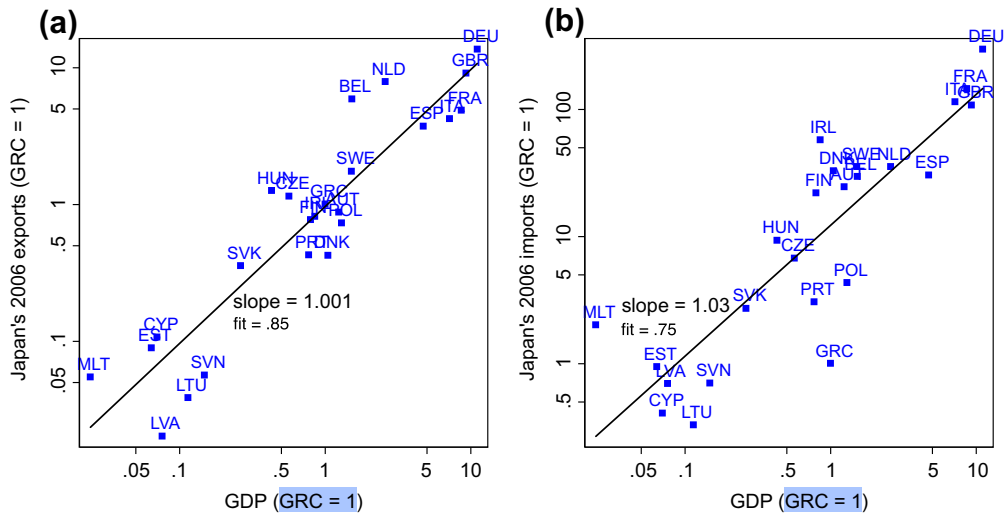 (a)
Japan's 2006 exports (GRC = 1)
10
5
1
.5
.1
.05
DEU
GBR
NLD
BEL
FRA
ITA
ESP
SWE
HUN
CZE
GRC
IRL
AUT
FIN
POL
PRT
DNK
SVK
slope = 1.001
fit = .85
CYP
EST
MLT
SVN
LTU
LVA
.05 .1 .5 1 5 10
GDP (GRC = 1)
(b)
Japan's 2006 imports (GRC = 1)
100
50
10
5
1
.5
DEU
FRA
ITA
GBR
IRL
SWE
NLD
DNK
BEL
ESP
FIN
AUT
HUN
CZE
POL
SVK
PRT
MLT
slope = 1.03
fit = .75
GRC
EST
LVA
SVN
CYP
LTU
.05 .1 .5 1 5 10
GDP (GRC = 1)